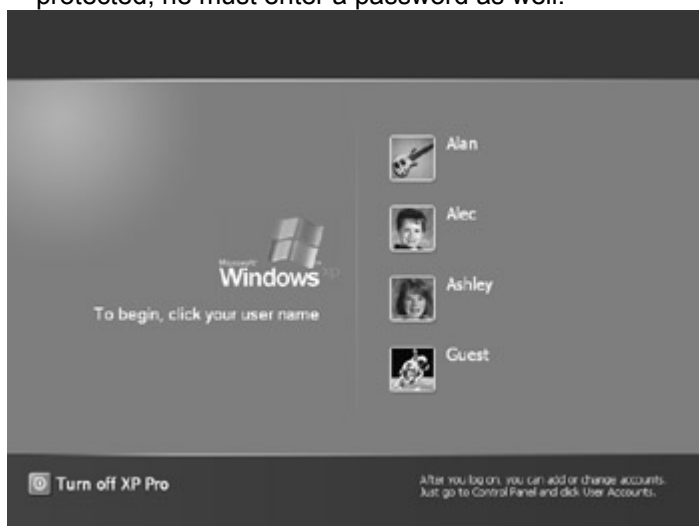 protected, he must enter a password as well.
Alan
Alec
Microsoft
Windows xp
Ashley
To begin, click your user name
Guest
Turn off XP Pro
After you log on, you can add or change accounts.
Just go to Control Panel and click User Accounts.